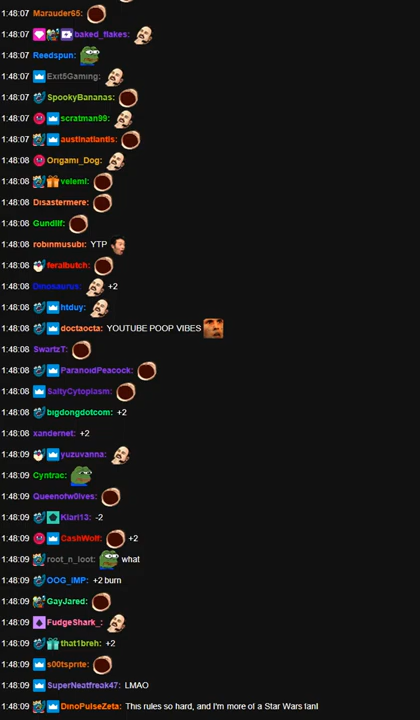 1:48:07 Marauder65:
1:48:07 baked_flakes:
1:48:07 Reedspun:
1:48:07 Exit5Gaming:
1:48:07 SpookyBananas:
1:48:07 scratman99:
1:48:07 austinatlantis:
1:48:08 Origami_Dog:
1:48:08 veleml:
1:48:08 Disastermere:
1:48:08 Gundlif:
1:48:08 robinmusubi: YTP
1:48:08 feralbutch:
1:48:08 Dinosaurus: +2
1:48:08 htduy:
1:48:08 doctaocta: YOUTUBE POOP VIBES
1:48:08 SwartzT:
1:48:08 ParanoidPeacock:
1:48:08 SaltyCytoplasm:
1:48:08 bigdongdotcom: +2
1:48:08 xandernet: +2
1:48:09 yuzuvanna:
1:48:09 Cyntrac:
1:48:09 Queenofw0lves:
1:48:09 Klari13: -2
1:48:09 CashWolf: +2
1:48:09 root_n_loot: what
1:48:09 OOG_IMP: +2 burn
1:48:09 GayJared:
1:48:09 FudgeShark_:
1:48:09 that1breh: +2
1:48:09 s00tsprite:
1:48:09 SuperNeatfreak47: LMAO
1:48:09 DinoPulseZeta: This rules so hard, and I'm more of a Star Wars fan!